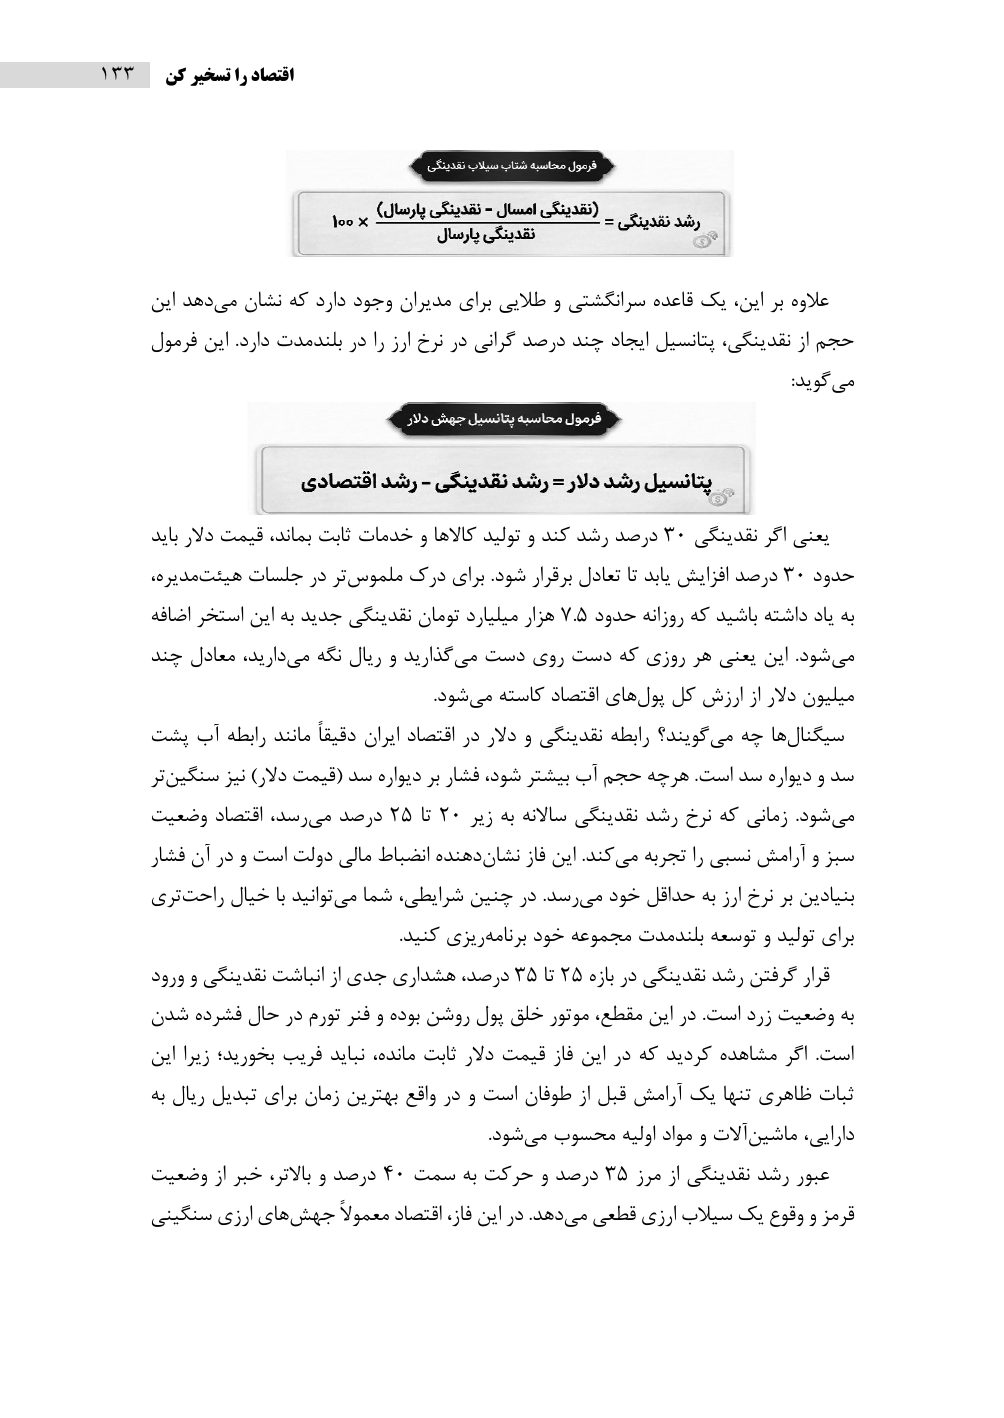 اقتصاد را تسخیر کن ۱۳۳
فرمول محاسبه شتاب سیلاب نقدینگی
رشد نقدینگی = (نقدینگی امسال - نقدینگی پارسال) × ۱۰۰
نقدینگی پارسال
علاوه بر این، یک قاعده سرانگشتی و طلایی برای مدیران وجود دارد که نشان می‌دهد این
حجم از نقدینگی، پتانسیل ایجاد چند درصد گرانی در نرخ ارز را در بلندمدت دارد. این فرمول
می‌گوید:
فرمول محاسبه پتانسیل جهش دلار
پتانسیل رشد دلار = رشد نقدینگی - رشد اقتصادی
یعنی اگر نقدینگی ۳۰ درصد رشد کند و تولید کالاها و خدمات ثابت بماند، قیمت دلار باید
حدود ۳۰ درصد افزایش یابد تا تعادل برقرار شود. برای درک ملموس‌تر در جلسات هیئت‌مدیره،
به یاد داشته باشید که روزانه حدود ۷.۵ هزار میلیارد تومان نقدینگی جدید به این استخر اضافه
می‌شود. این یعنی هر روزی که دست روی دست می‌گذارید و ریال نگه می‌دارید، معادل چند
میلیون دلار از ارزش کل پول‌های اقتصاد کاسته می‌شود.
سیگنال‌ها چه می‌گویند؟ رابطه نقدینگی و دلار در اقتصاد ایران دقیقاً مانند رابطه آب پشت
سد و دیواره سد است. هرچه حجم آب بیشتر شود، فشار بر دیواره سد (قیمت دلار) نیز سنگین‌تر
می‌شود. زمانی که نرخ رشد نقدینگی سالانه به زیر ۲۰ تا ۲۵ درصد می‌رسد، اقتصاد وضعیت
سبز و آرامش نسبی را تجربه می‌کند. این فاز نشان‌دهنده انضباط مالی دولت است و در آن فشار
بنیادین بر نرخ ارز به حداقل خود می‌رسد. در چنین شرایطی، شما می‌توانید با خیال راحت‌تری
برای تولید و توسعه بلندمدت مجموعه خود برنامه‌ریزی کنید.
قرار گرفتن رشد نقدینگی در بازه ۲۵ تا ۳۵ درصد، هشداری جدی از انباشت نقدینگی و ورود
به وضعیت زرد است. در این مقطع، موتور خلق پول روشن بوده و فنر تورم در حال فشرده شدن
است. اگر مشاهده کردید که در این فاز قیمت دلار ثابت مانده، نباید فریب بخورید؛ زیرا این
ثبات ظاهری تنها یک آرامش قبل از طوفان است و در واقع بهترین زمان برای تبدیل ریال به
دارایی، ماشین‌آلات و مواد اولیه محسوب می‌شود.
عبور رشد نقدینگی از مرز ۳۵ درصد و حرکت به سمت ۴۰ درصد و بالاتر، خبر از وضعیت
قرمز و وقوع یک سیلاب ارزی قطعی می‌دهد. در این فاز، اقتصاد معمولاً جهش‌های ارزی سنگینی